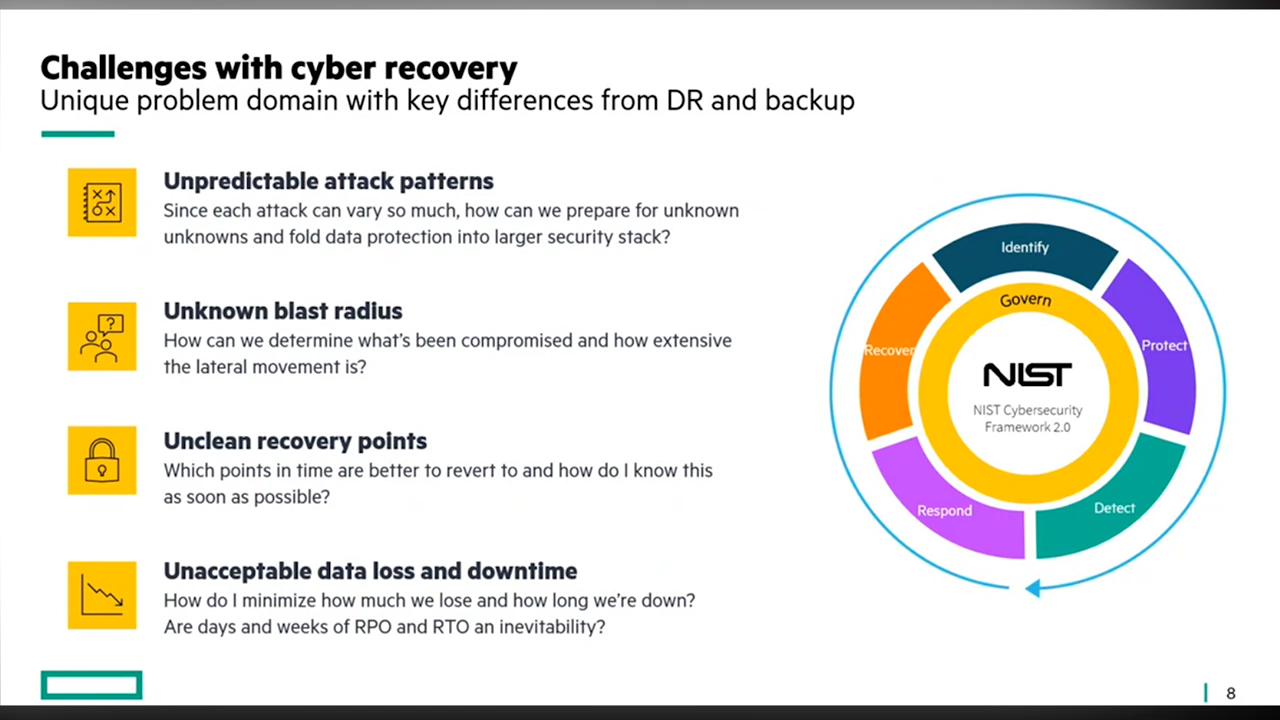 Challenges with cyber recovery
Unique problem domain with key differences from DR and backup
Unpredictable attack patterns
Since each attack can vary so much, how can we prepare for unknown
unknowns and fold data protection into larger security stack?
Unknown blast radius
How can we determine what's been compromised and how extensive
the lateral movement is?
Unclean recovery points
Which points in time are better to revert to and how do I know this
as soon as possible?
Unacceptable data loss and downtime
How do I minimize how much we lose and how long we're down?
Are days and weeks of RPO and RTO an inevitability?
Identify
Govern
Protect
Recover
NIST
NIST Cybersecurity
Framework 2.0
Respond
Detect
8